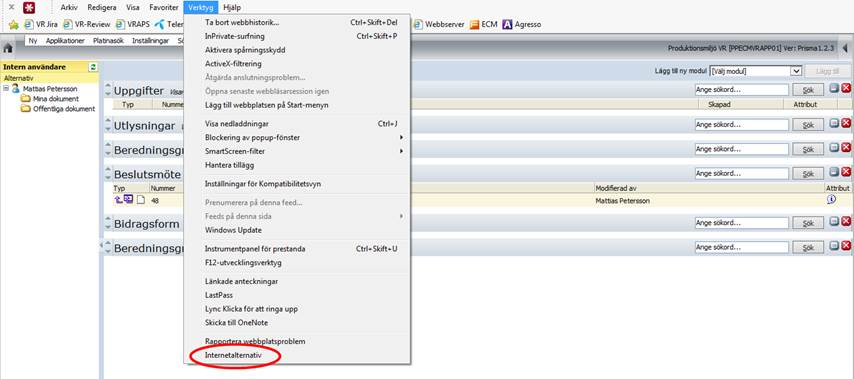 Arkiv Redigera Visa Favoriter Verktyg Hjälp
VR Jira VR-Review VRAPS Webbserver ECM Agresso
Ny Applikationer Platnasök Inställningar
Produktionsmiljö VR [PPECMVRAPP01] Ver: Prisma1.2.3
Intern användare
Alternativ
Mattias Petersson
Mina dokument
Offentliga dokument
Lägg till ny modul [Välj modul] Lägg till
Uppgifter Ange sökord... Sök
Typ Skapad Attribut
Utlysningar Ange sökord... Sök
Ange sökord... Sök
Beslutsmöte Ange sökord... Sök
Typ Nummer Modifierad av Attribut
48 Mattias Petersson
Bidragsform Ange sökord... Sök
Ange sökord... Sök
Ta bort webbhistorik... Ctrl+Skift+Del
InPrivate-surfning Ctrl+Skift+P
Aktivera spårningsskydd
ActiveX-filtrering
Åtgärda anslutningsproblem...
Öppna senaste webbläsarsession igen
Lägg till webbplatsen på Start-menyn
Visa nedladdningar Ctrl+J
Blockering av popup-fönster
SmartScreen-filter
Hantera tillägg
Inställningar för Kompatibilitetsvyn
Prenumerera på denna feed...
Feeds på denna sida
Windows Update
Instrumentpanel för prestanda Ctrl+Skift+U
F12-utvecklingsverktyg
Länkade anteckningar
LastPass
Lync Klicka för att ringa upp
Skicka till OneNote
Rapportera webbplatsproblem
Internetalternativ